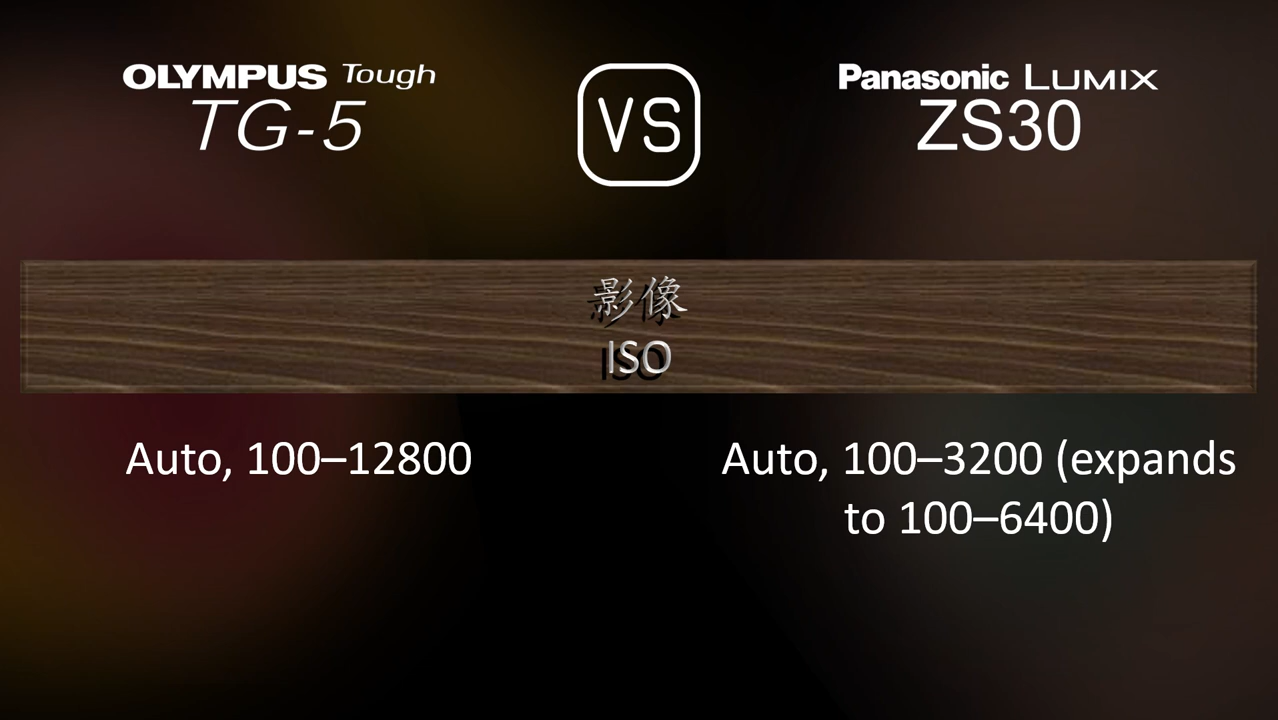 OLYMPUS Tough
TG-5
VS
Panasonic LUMIX
ZS30
影像
ISO
Auto, 100–12800
Auto, 100–3200 (expands
to 100–6400)